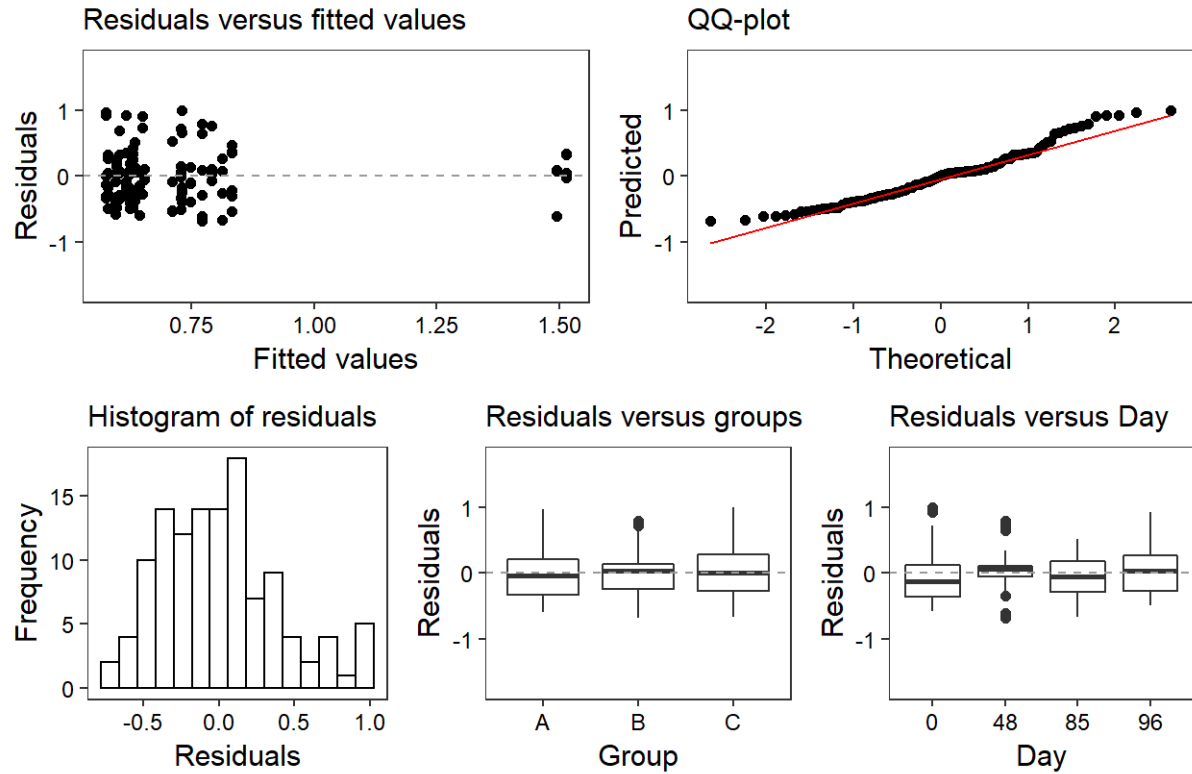 Residuals versus fitted values
Residuals
1
0
-1
0.75 1.00 1.25 1.50
Fitted values
QQ-plot
Predicted
1
0
-1
-2 -1 0 1 2
Theoretical
Histogram of residuals
Frequency
15
10
5
0
-0.5 0.0 0.5 1.0
Residuals
Residuals versus groups
Residuals
1
0
-1
A B C
Group
Residuals versus Day
Residuals
1
0
-1
0 48 85 96
Day